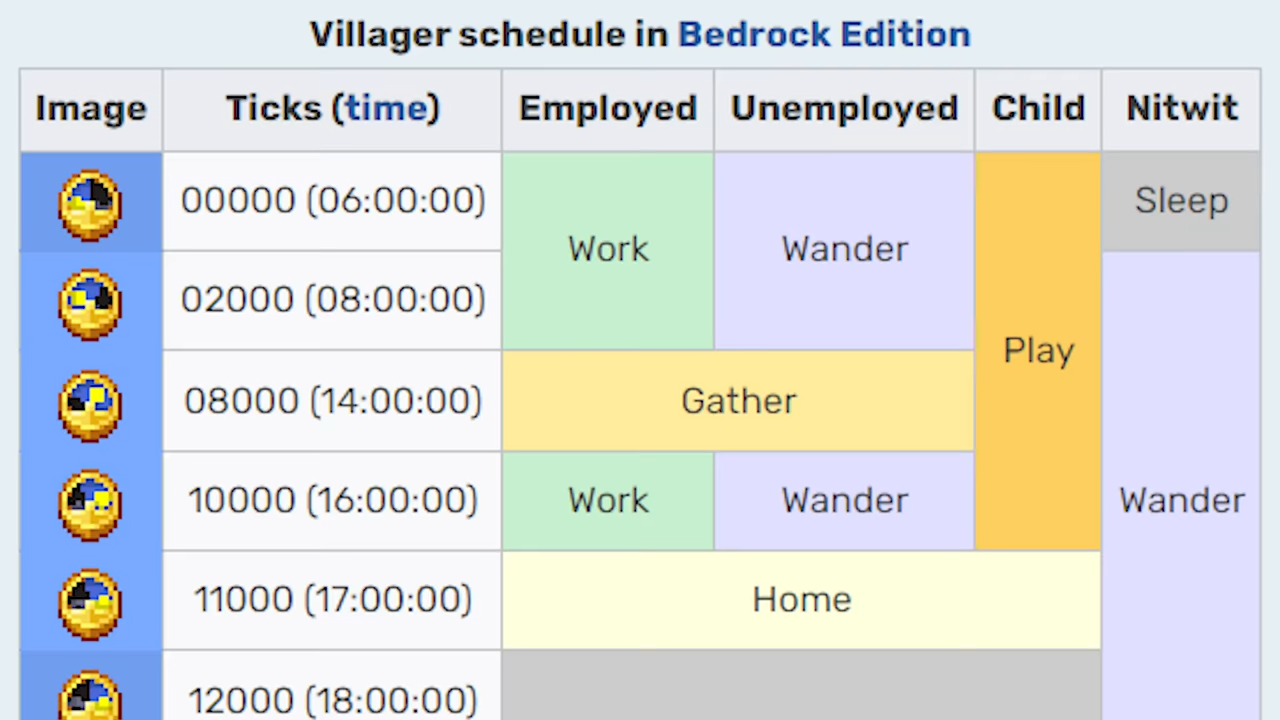 Villager schedule in Bedrock Edition
Image Ticks (time) Employed Unemployed Child Nitwit
00000 (06:00:00) Sleep
Work Wander
02000 (08:00:00)
Play
08000 (14:00:00) Gather
10000 (16:00:00) Work Wander Wander
11000 (17:00:00) Home
12000 (18:00:00)